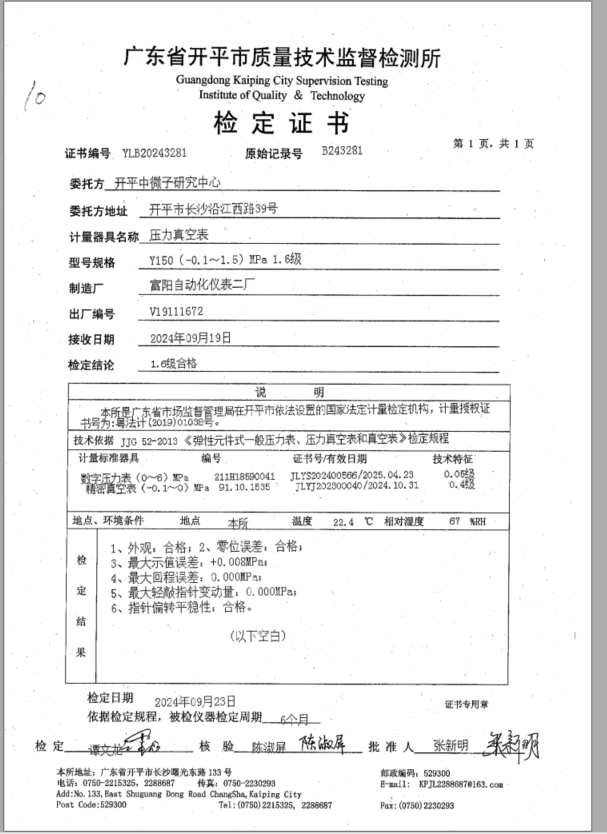 广东省开平市质量技术监督检测所
Guangdong Kaiping City Supervision Testing
Institute of Quality & Technology
10
检定证书
第 1 页，共 1 页
证书编号 YLB20243281 原始记录号 B243281
委托方 开平中微子研究中心
委托方地址 开平市长沙沿江西路39号
计量器具名称 压力真空表
型号规格 Y150（-0.1～1.5）MPa 1.6级
制造厂 富阳自动化仪表二厂
出厂编号 V19111672
接收日期 2024年09月19日
检定结论 1.6级合格
说 明
本所是广东省市场监督管理局在开平市依法设置的国家法定计量检定机构，计量授权证
书号为:粤法计(2019)01038号。
技术依据 JJG 52-2013《弹性元件式一般压力表、压力真空表和真空表》检定规程
计量标准器具 编号 证书号/有效日期 技术特征
数字压力表（0～6）MPa 211H18590041 JLYS202400566/2025.04.23 0.05级
精密真空表（-0.1～0）MPa 91.10.1535 JLYJ202300040/2024.10.31 0.4级
地点、环境条件 地点 本所 温度 22.4 ℃ 相对湿度 67 %RH
检定结果
1、外观：合格；2、零位误差：合格；
3、最大示值误差：+0.008MPa；
4、最大回程误差：0.000MPa；
5、最大轻敲指针变动量：0.000MPa；
6、指针偏转平稳性：合格。
（以下空白）
检定日期 2024年09月23日 证书专用章
依据检定规程，被检仪器检定周期 6个月
检 定 谭文龙 核 验 陈淑屏 陈淑屏 批 准 人 张新明 张新明
本所地址：广东省开平市长沙曙光东路 133 号 邮政编码：529300
电话：0750-2215325、2288687 传真：0750-2230293 E-mail: KPJL2288687@163.com
Add:No.133,East Shuguang Dong Road ChangSha,Kaiping City
Post Code:529300 Tel:(0750)2215325, 2288687 Fax:(0750)2230293